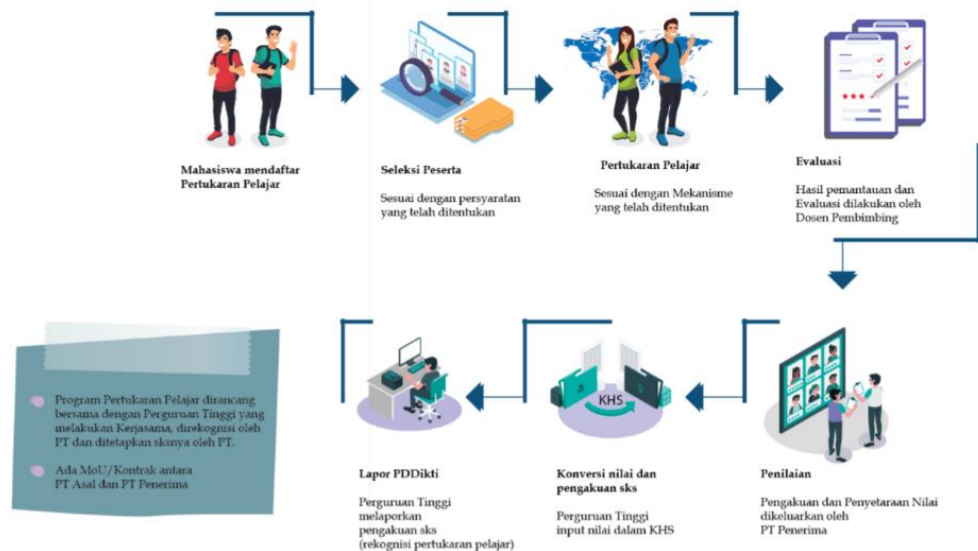 Mahasiswa mendaftar
Pertukaran Pelajar
Seleksi Peserta
Sesuai dengan persyaratan
yang telah ditentukan
Pertukaran Pelajar
Sesuai dengan Mekanisme
yang telah ditentukan
Evaluasi
Hasil pemantauan dan
Evaluasi dilakukan oleh
Dosen Pembimbing
Penilaian
Pengakuan dan Penyetaraan Nilai
dikeluarkan oleh
PT Penerima
KHS
Konversi nilai dan
pengakuan sks
Perguruan Tinggi
input nilai dalam KHS
Lapor PDDikti
Perguruan Tinggi
melaporkan
pengakuan sks
(rekognisi pertukaran pelajar)
Program Pertukaran Pelajar dirancang
bersama dengan Perguruan Tinggi yang
melakukan Kerjasama, direkognisi oleh
PT dan ditetapkan sksnya oleh PT.
Ada MoU/Kontrak antara
PT Asal dan PT Penerima